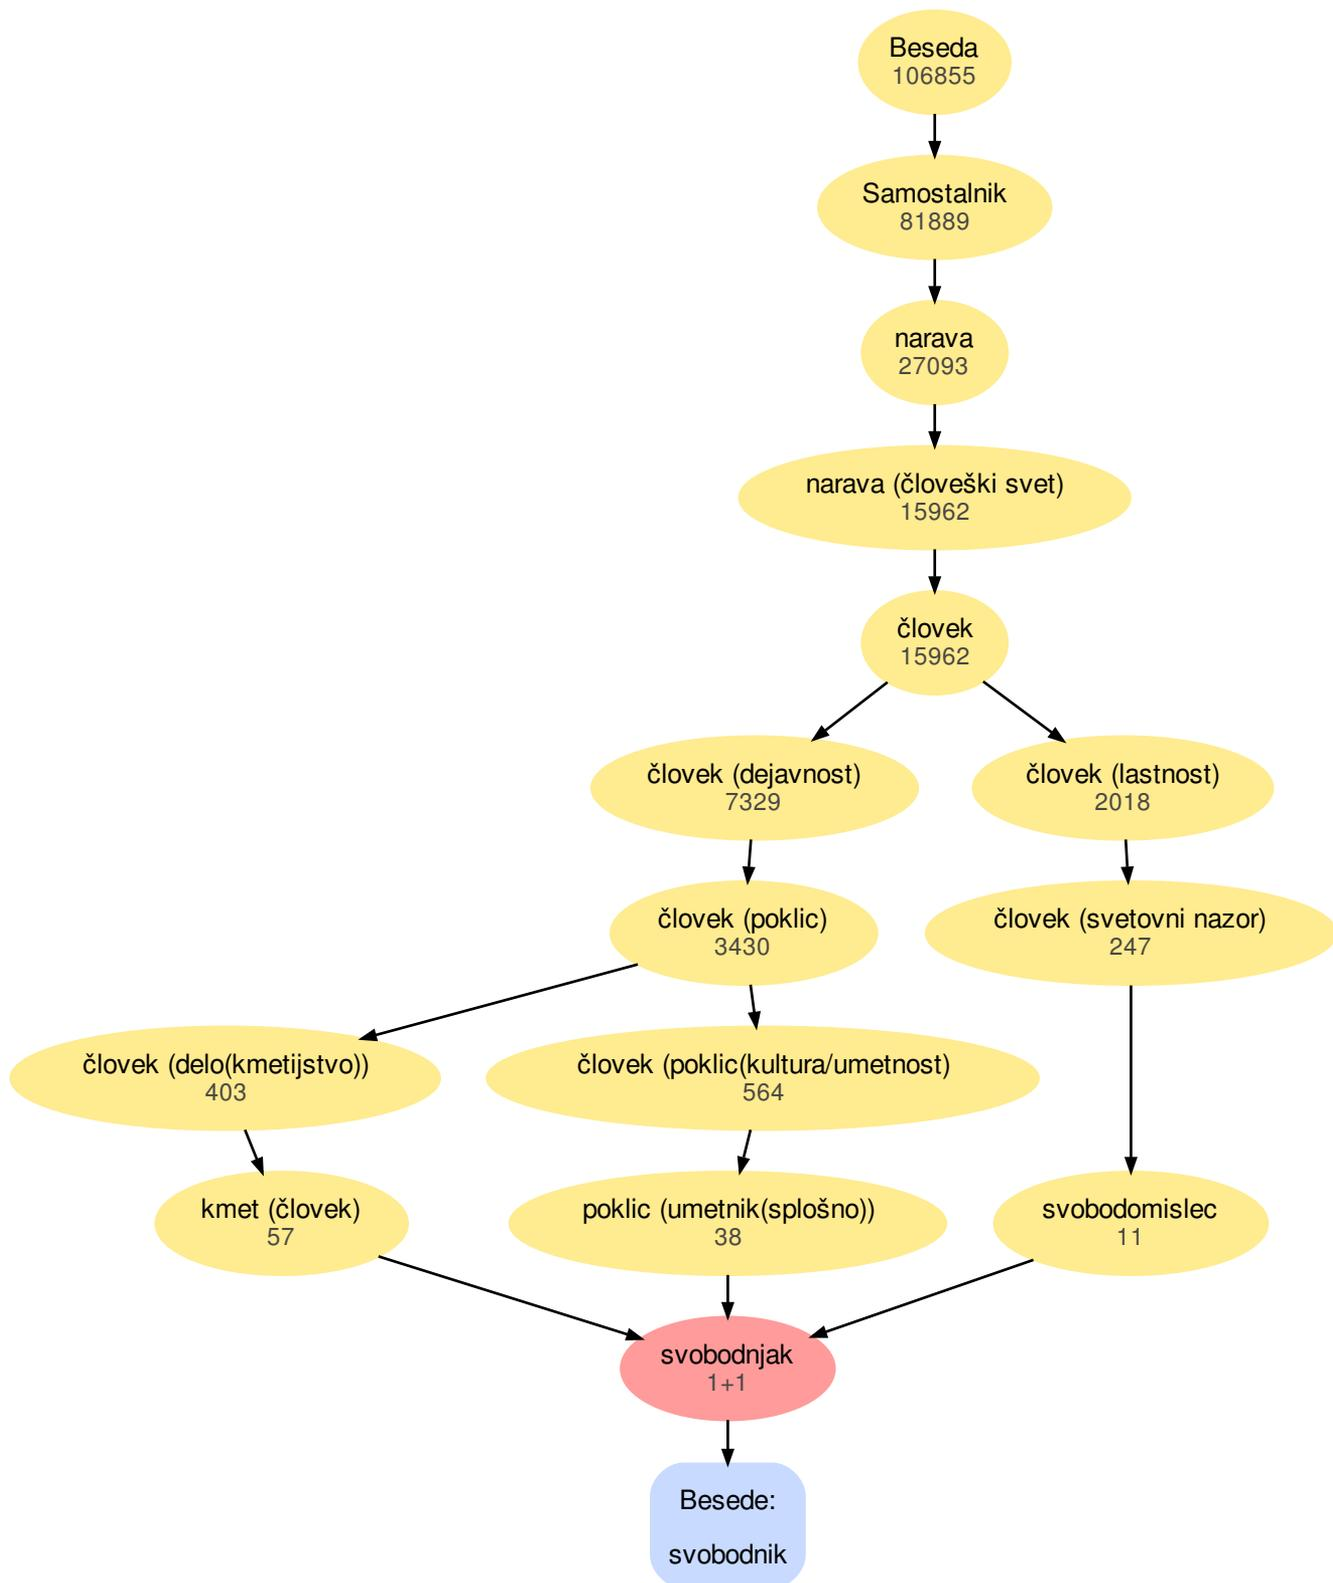 Beseda
106855
Samostalnik
81889
narava
27093
narava (človeški svet)
15962
človek
15962
človek (dejavnost)
7329
človek (lastnost)
2018
človek (poklic)
3430
človek (svetovni nazor)
247
človek (delo(kmetijstvo))
403
človek (poklic(kultura/umetnost)
564
kmet (človek)
57
poklic (umetnik(splošno))
38
svobodomislec
11
svobodnjak
1+1
Besede:
svobodnik